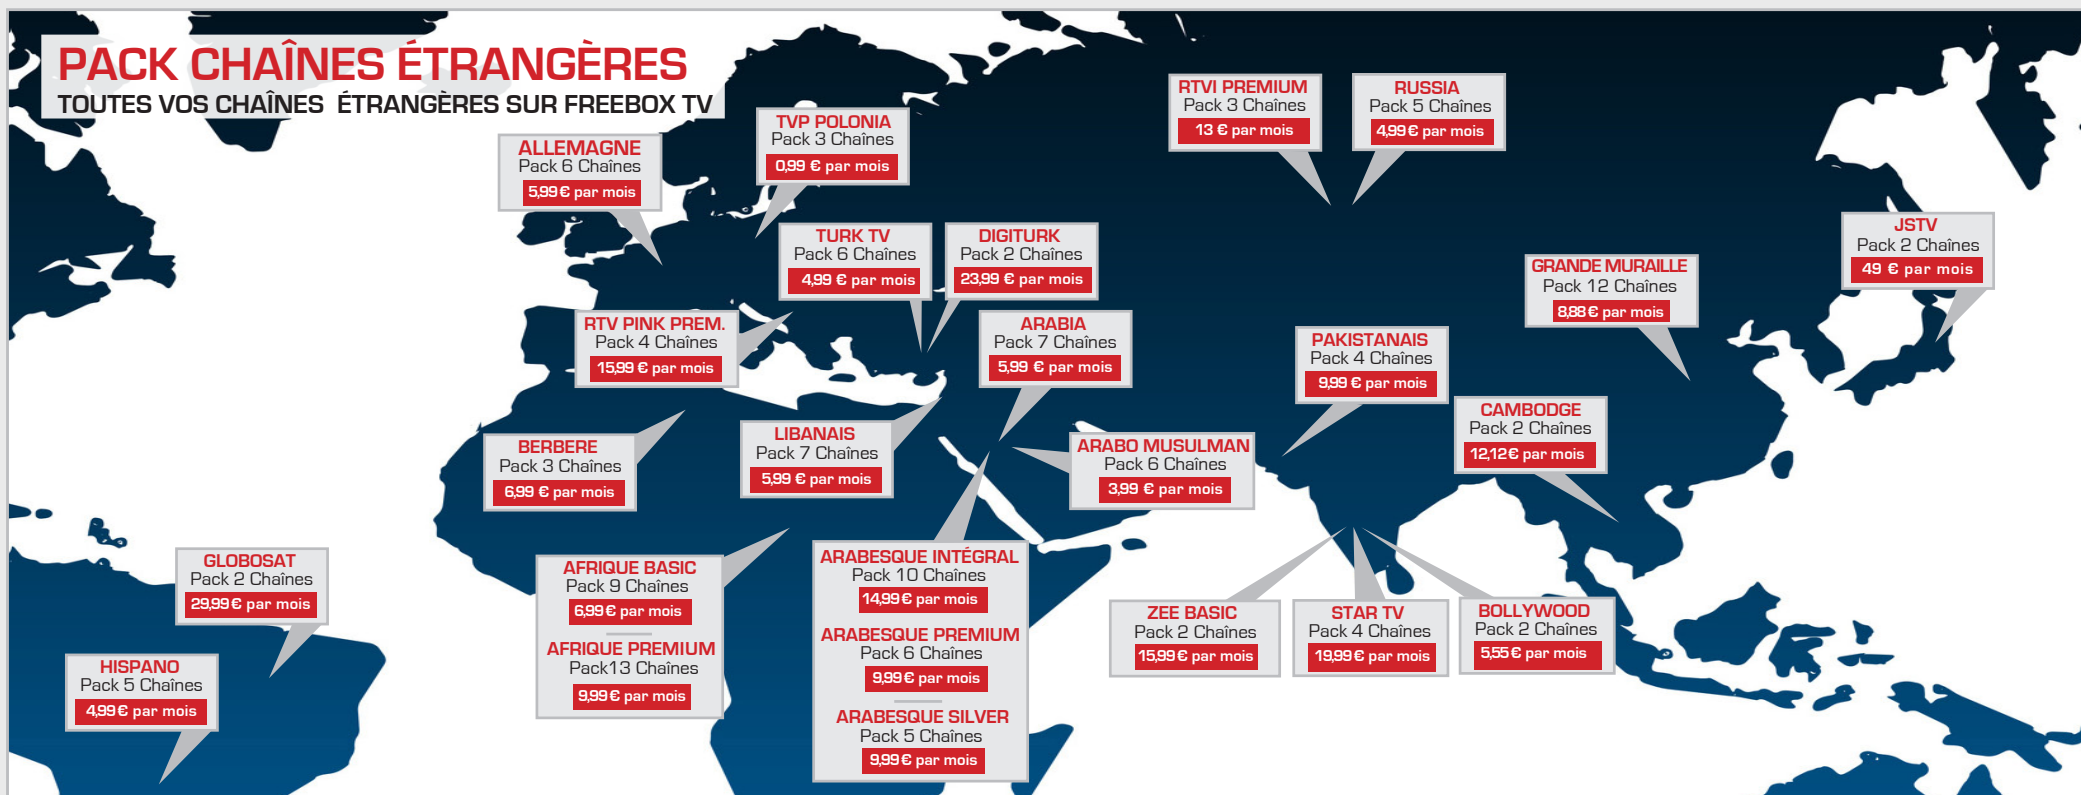 PACK CHAÎNES ÉTRANGÈRES
TOUTES VOS CHAÎNES ÉTRANGÈRES SUR FREEBOX TV
ALLEMAGNE
Pack 6 Chaînes
5,99 € par mois
TVP POLONIA
Pack 3 Chaînes
0,99 € par mois
RTVI PREMIUM
Pack 3 Chaînes
13 € par mois
RUSSIA
Pack 5 Chaînes
4,99 € par mois
TURK TV
Pack 6 Chaînes
4,99 € par mois
DIGITURK
Pack 2 Chaînes
23,99 € par mois
JSTV
Pack 2 Chaînes
49 € par mois
GRANDE MURAILLE
Pack 12 Chaînes
8,88 € par mois
RTV PINK PREM.
Pack 4 Chaînes
15,99 € par mois
ARABIA
Pack 7 Chaînes
5,99 € par mois
PAKISTANAIS
Pack 4 Chaînes
9,99 € par mois
CAMBODGE
Pack 2 Chaînes
12,12 € par mois
BERBERE
Pack 3 Chaînes
6,99 € par mois
LIBANAIS
Pack 7 Chaînes
5,99 € par mois
ARABO MUSULMAN
Pack 6 Chaînes
3,99 € par mois
GLOBOSAT
Pack 2 Chaînes
29,99 € par mois
HISPANO
Pack 5 Chaînes
4,99 € par mois
AFRIQUE BASIC
Pack 9 Chaînes
6,99 € par mois
AFRIQUE PREMIUM
Pack13 Chaînes
9,99 € par mois
ARABESQUE INTÉGRAL
Pack 10 Chaînes
14,99 € par mois
ARABESQUE PREMIUM
Pack 6 Chaînes
9,99 € par mois
ARABESQUE SILVER
Pack 5 Chaînes
9,99 € par mois
ZEE BASIC
Pack 2 Chaînes
15,99 € par mois
STAR TV
Pack 4 Chaînes
19,99 € par mois
BOLLYWOOD
Pack 2 Chaînes
5,55 € par mois